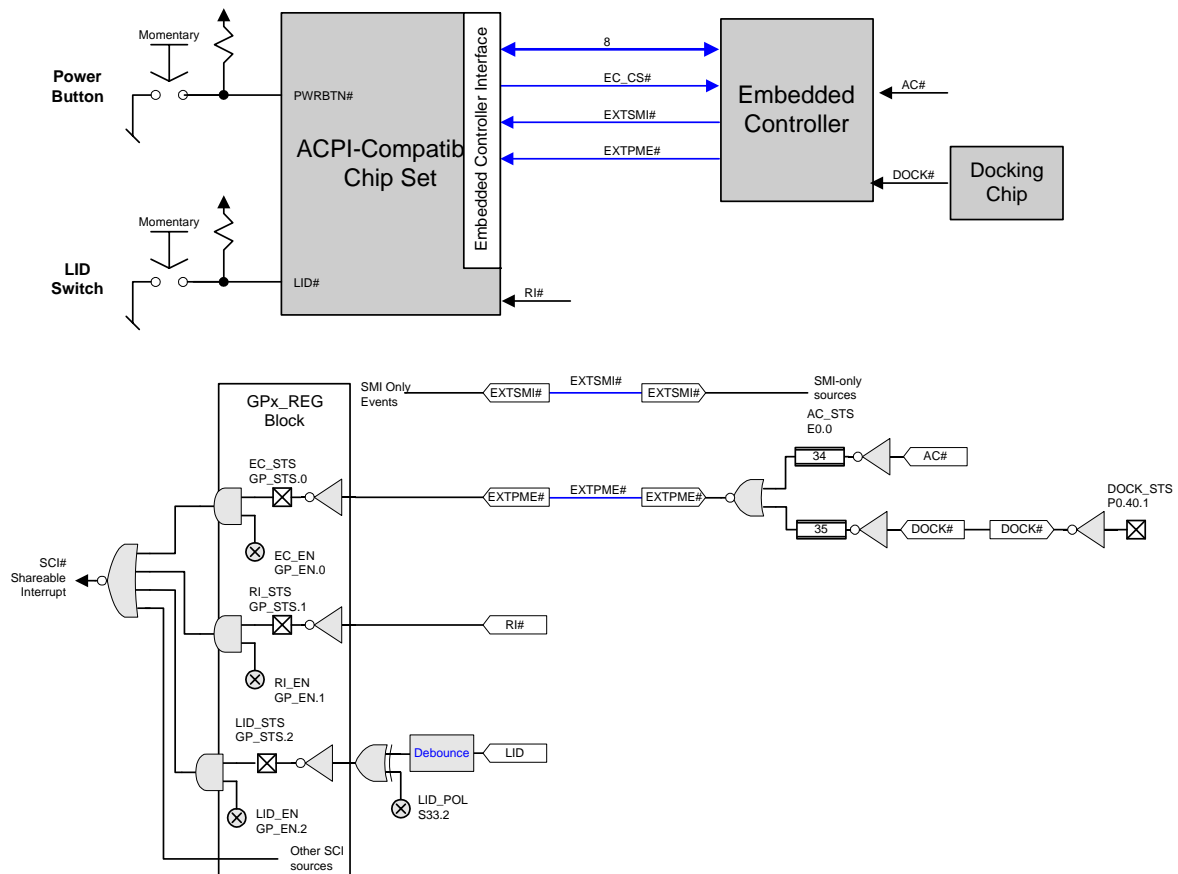 Momentary
Power
Button
PWRBTN#
ACPI-Compatib
Chip Set
Embedded Controller Interface
8
EC_CS#
EXTSMI#
EXTPME#
Embedded
Controller
AC#
DOCK#
Docking
Chip
Momentary
LID
Switch
LID#
RI#
GPx_REG
Block
SMI Only
Events
EXTSMI#
EXTSMI#
EXTSMI#
SMI-only
sources
AC_STS
E0.0
34
AC#
EC_STS
GP_STS.0
EXTPME#
EXTPME#
EXTPME#
DOCK_STS
P0.40.1
35
DOCK#
DOCK#
EC_EN
GP_EN.0
SCI#
Shareable
Interrupt
RI_STS
GP_STS.1
RI#
RI_EN
GP_EN.1
LID_STS
GP_STS.2
Debounce
LID
LID_POL
S33.2
LID_EN
GP_EN.2
Other SCI
sources